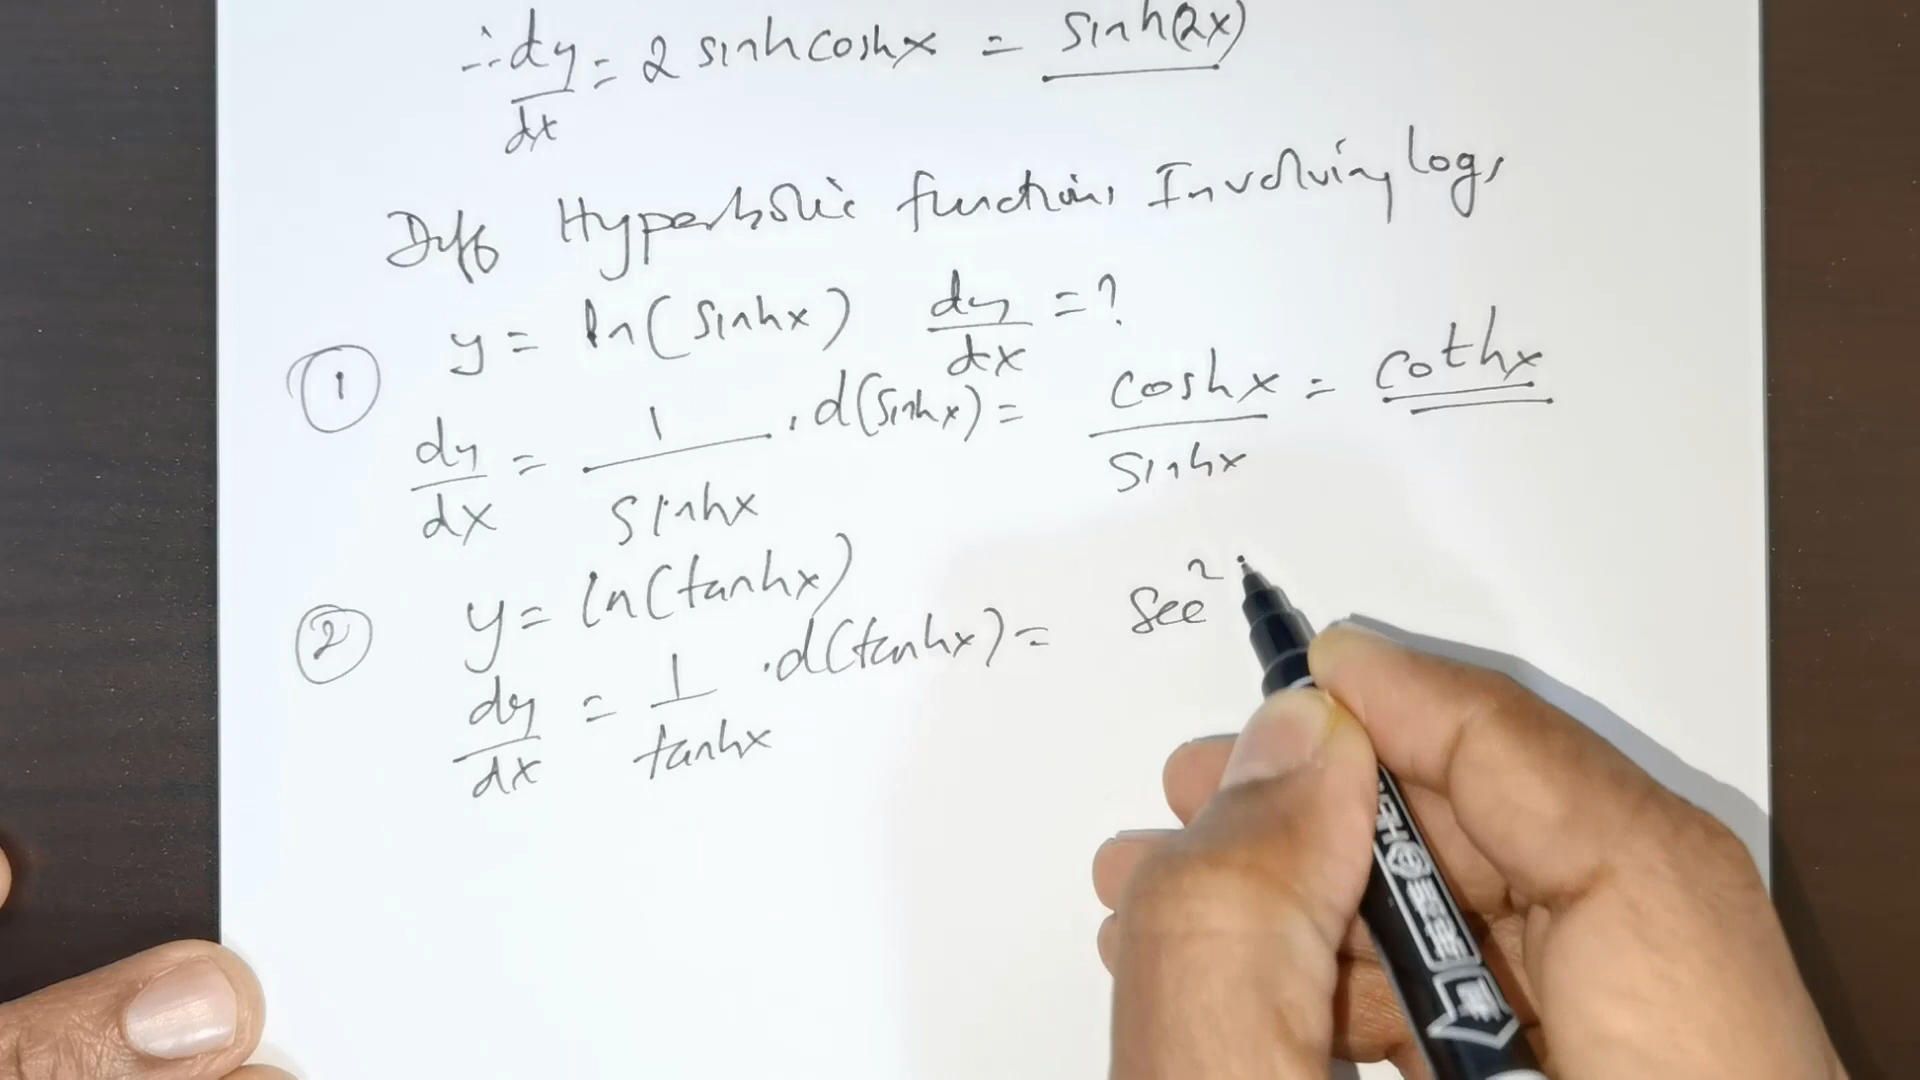 ∴ dy/dx = 2 sinh coshx = sinh(2x)
Diff Hyperbolic functions Involving logs
① y = ln(sinhx) dy/dx = ?
dy/dx = 1/sinhx . d(sinhx) = coshx/sinhx = cothx
② y = ln(tanhx)
dy/dx = 1/tanhx . d(tanhx) = sec²